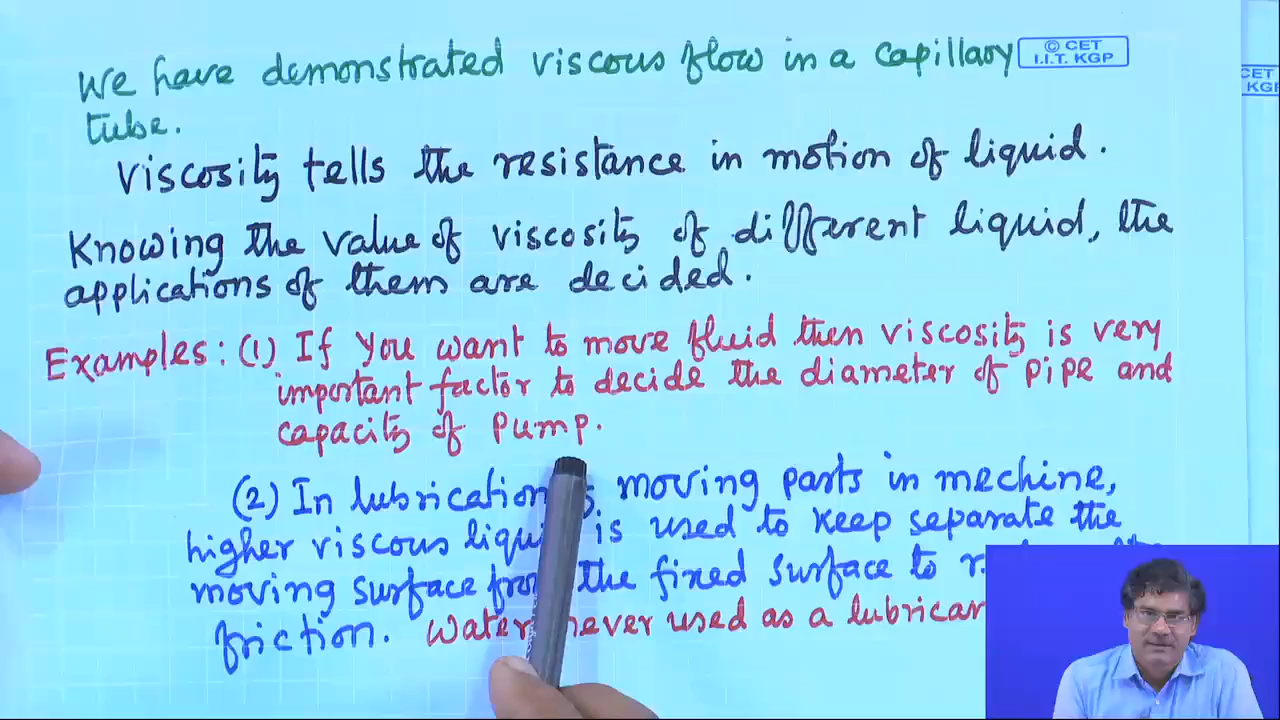 We have demonstrated viscous flow in a capillary
© CET
I.I.T. KGP
CET
KGP
tube.
Viscosity tells the resistance in motion of liquid.
Knowing the value of viscosity of different liquid, the
applications of them are decided.
Examples: (1) If you want to move fluid then viscosity is very
important factor to decide the diameter of pipe and
capacity of pump.
(2) In lubrication moving parts in mechine,
higher viscous is used to keep separate the
moving surface the fixed surface to
friction. Water never used as a